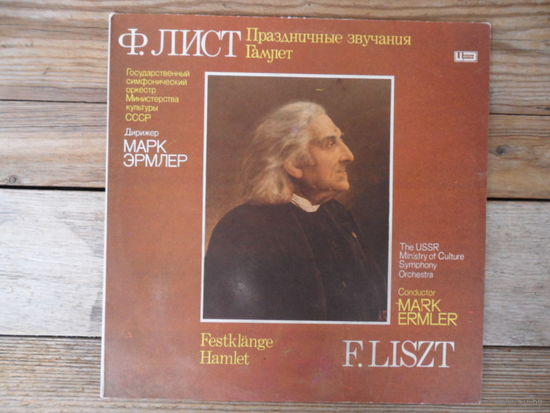 Ф. ЛИСТ
Праздничные звучания
Гамлет
Государственный
симфонический
оркестр
Министерства
культуры
СССР
Дирижер
МАРК
ЭРМЛЕР
The USSR
Ministry of Culture
Symphony
Orchestra
Conductor
MARK
ERMLER
Festklänge
Hamlet
F. LISZT